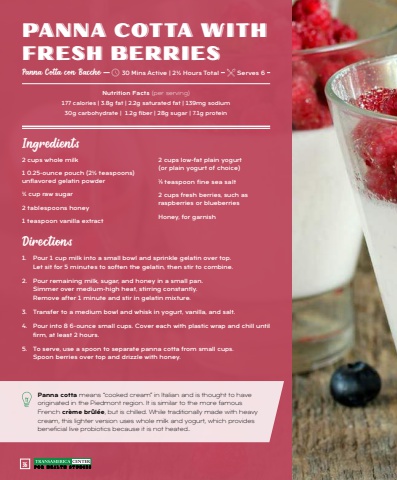 PANNA COTTA WITH
FRESH BERRIES
Panna Cotta con Bacche — 30 Mins Active | 2½ Hours Total – Serves 6 –
Nutrition Facts (per serving)
177 calories | 3.8g fat | 2.2g saturated fat | 139mg sodium
30g carbohydrate | 1.2g fiber | 28g sugar | 7.1g protein
Ingredients
2 cups whole milk
1 0.25-ounce pouch (2½ teaspoons)
unflavored gelatin powder
cup raw sugar
2 tablespoons honey
1 teaspoon vanilla extract
2 cups low-fat plain yogurt
(or plain yogurt of choice)
teaspoon fine sea salt
2 cups fresh berries, such as
raspberries or blueberries
Honey, for garnish
Directions
1. Pour 1 cup milk into a small bowl and sprinkle gelatin over top.
Let sit for 5 minutes to soften the gelatin, then stir to combine.
2. Pour remaining milk, sugar, and honey in a small pan.
Simmer over medium-high heat, stirring constantly.
Remove after 1 minute and stir in gelatin mixture.
3. Transfer to a medium bowl and whisk in yogurt, vanilla, and salt.
4. Pour into 8 6-ounce small cups. Cover each with plastic wrap and chill until
firm, at least 2 hours.
5. To serve, use a spoon to separate panna cotta from small cups.
Spoon berries over top and drizzle with honey.
Panna cotta means "cooked cream" in Italian and is thought to have
originated in the Piedmont region. It is similar to the more famous
French crème brûlée, but is chilled. While traditionally made with heavy
cream, this lighter version uses whole milk and yogurt, which provides
beneficial live probiotics because it is not heated.
TRANSAMERICA CENTER
FOR HEALTH STUDIES